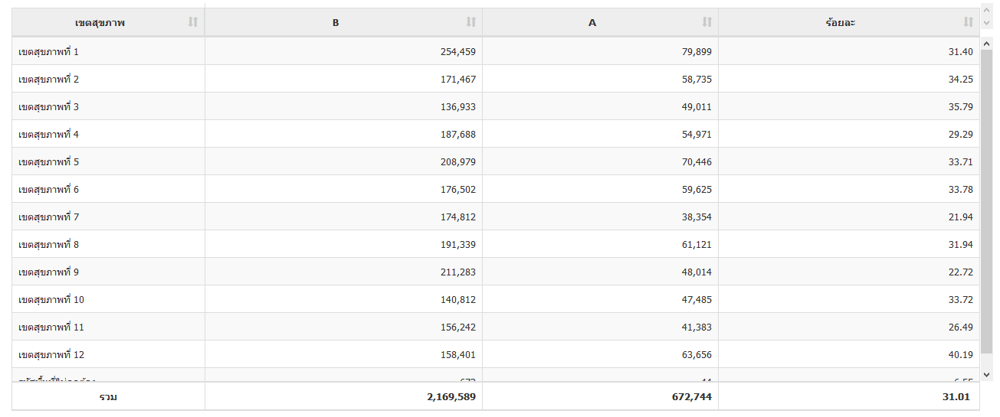 เขตสุขภาพ B A ร้อยละ
เขตสุขภาพที่ 1 254,459 79,899 31.40
เขตสุขภาพที่ 2 171,467 58,735 34.25
เขตสุขภาพที่ 3 136,933 49,011 35.79
เขตสุขภาพที่ 4 187,688 54,971 29.29
เขตสุขภาพที่ 5 208,979 70,446 33.71
เขตสุขภาพที่ 6 176,502 59,625 33.78
เขตสุขภาพที่ 7 174,812 38,354 21.94
เขตสุขภาพที่ 8 191,339 61,121 31.94
เขตสุขภาพที่ 9 211,283 48,014 22.72
เขตสุขภาพที่ 10 140,812 47,485 33.72
เขตสุขภาพที่ 11 156,242 41,383 26.49
เขตสุขภาพที่ 12 158,401 63,656 40.19
รวม 2,169,589 672,744 31.01